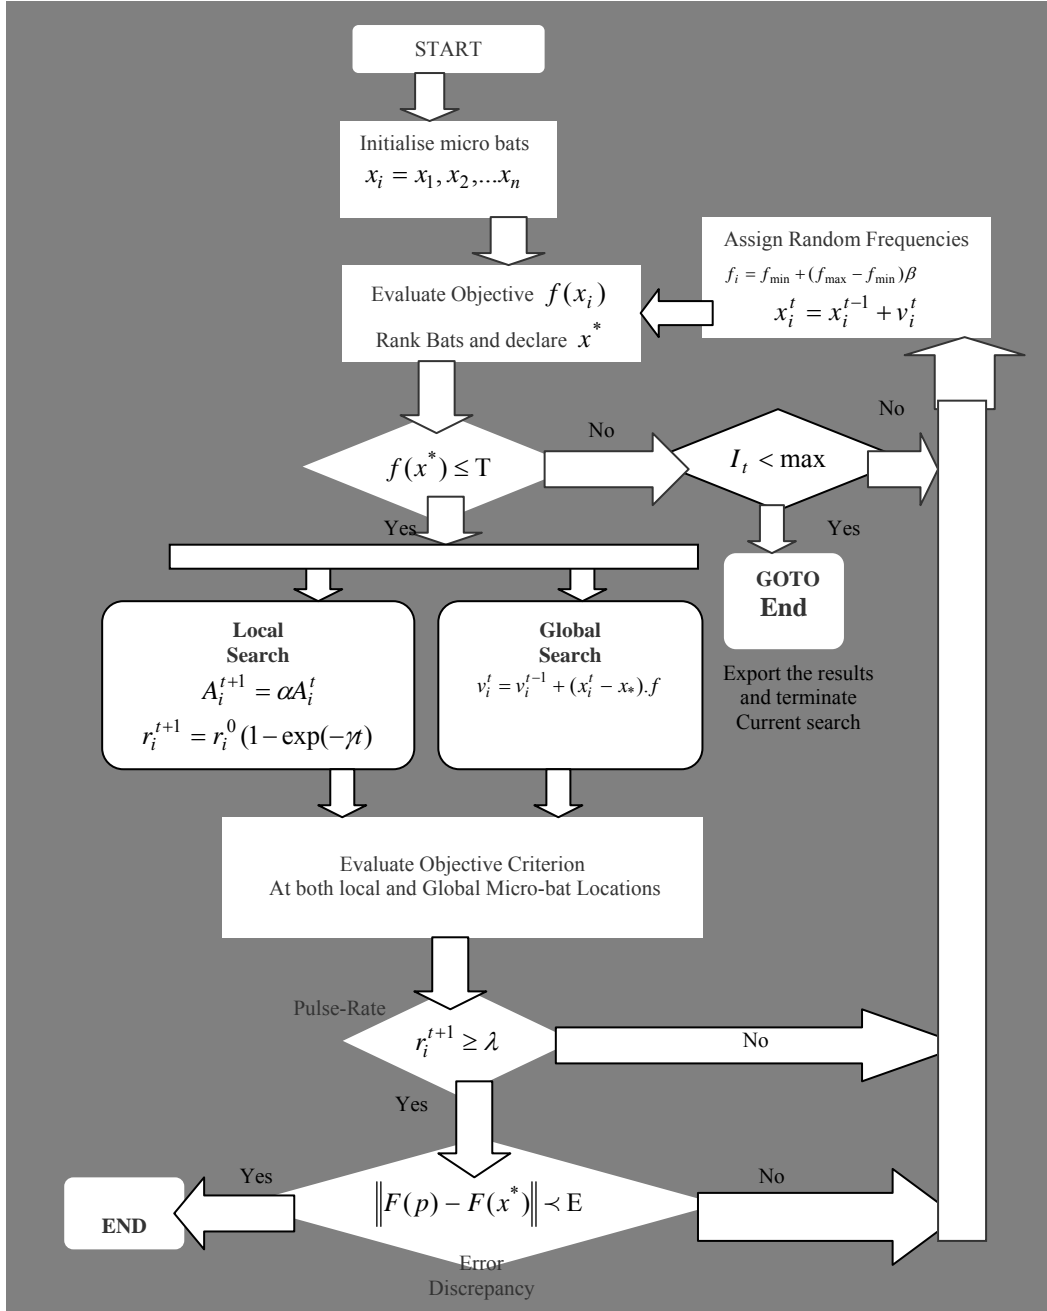 START
Initialise micro bats
x_i = x_1, x_2,...x_n
Assign Random Frequencies
f_i = f_min + (f_max − f_min)β
x_i^t = x_i^{t−1} + v_i^t
Evaluate Objective f(x_i)
Rank Bats and declare x^*
f(x^*) ≤ T
No
I_t < max
No
Yes
Yes
GOTO
End
Export the results
and terminate
Current search
Local
Search
A_i^{t+1} = αA_i^t
r_i^{t+1} = r_i^0 (1 − exp(−γt)
Global
Search
v_i^t = v_i^{t−1} + (x_i^t − x_*).f
Evaluate Objective Criterion
At both local and Global Micro-bat Locations
Pulse-Rate
r_i^{t+1} ≥ λ
No
Yes
‖F(p) − F(x^*)‖ ≺ E
Yes
No
END
Error
Discrepancy